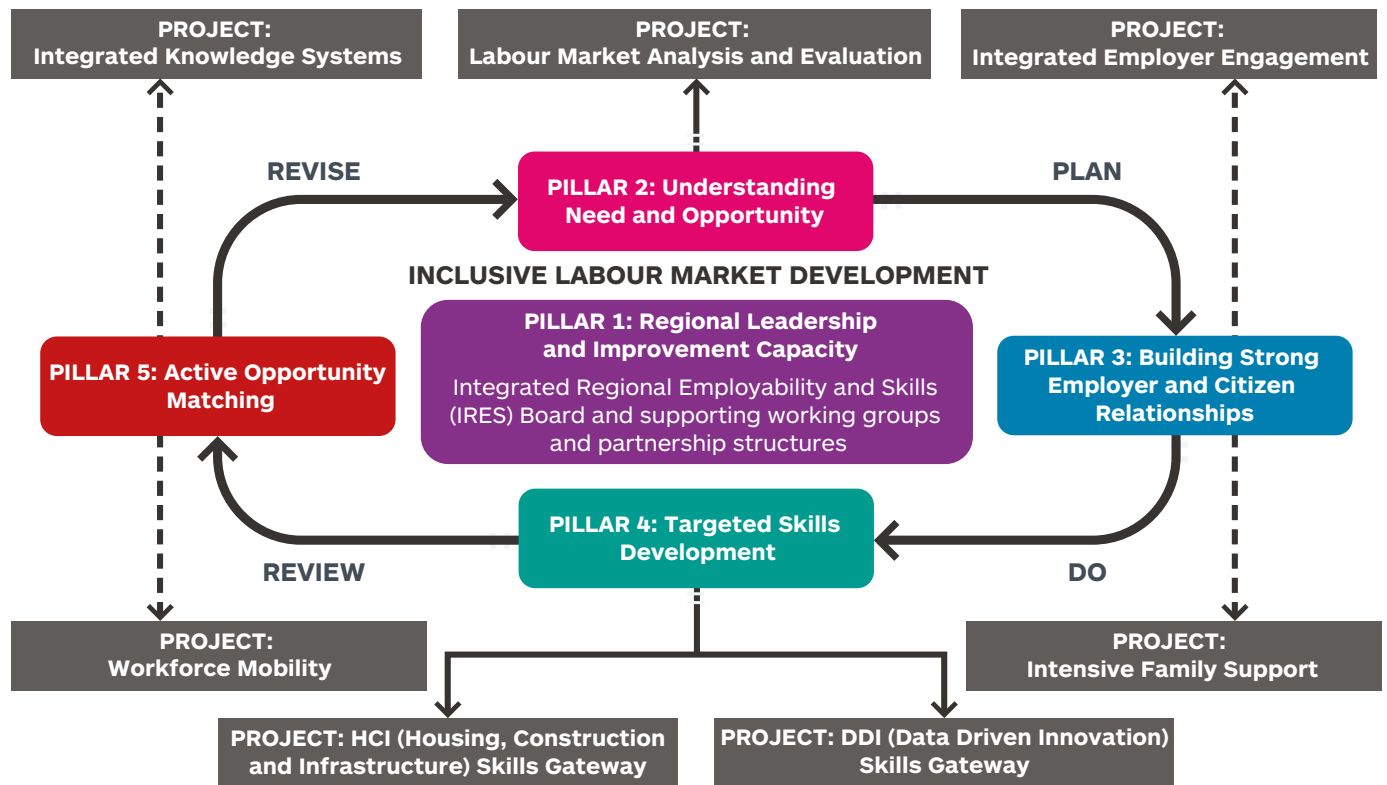 PROJECT:
Integrated Knowledge Systems
PROJECT:
Labour Market Analysis and Evaluation
PROJECT:
Integrated Employer Engagement
REVISE
PILLAR 2: Understanding
Need and Opportunity
PLAN
INCLUSIVE LABOUR MARKET DEVELOPMENT
PILLAR 1: Regional Leadership
and Improvement Capacity
Integrated Regional Employability and Skills
(IRES) Board and supporting working groups
and partnership structures
PILLAR 5: Active Opportunity
Matching
PILLAR 3: Building Strong
Employer and Citizen
Relationships
PILLAR 4: Targeted Skills
Development
REVIEW
DO
PROJECT:
Workforce Mobility
PROJECT:
Intensive Family Support
PROJECT: HCI (Housing, Construction
and Infrastructure) Skills Gateway
PROJECT: DDI (Data Driven Innovation)
Skills Gateway